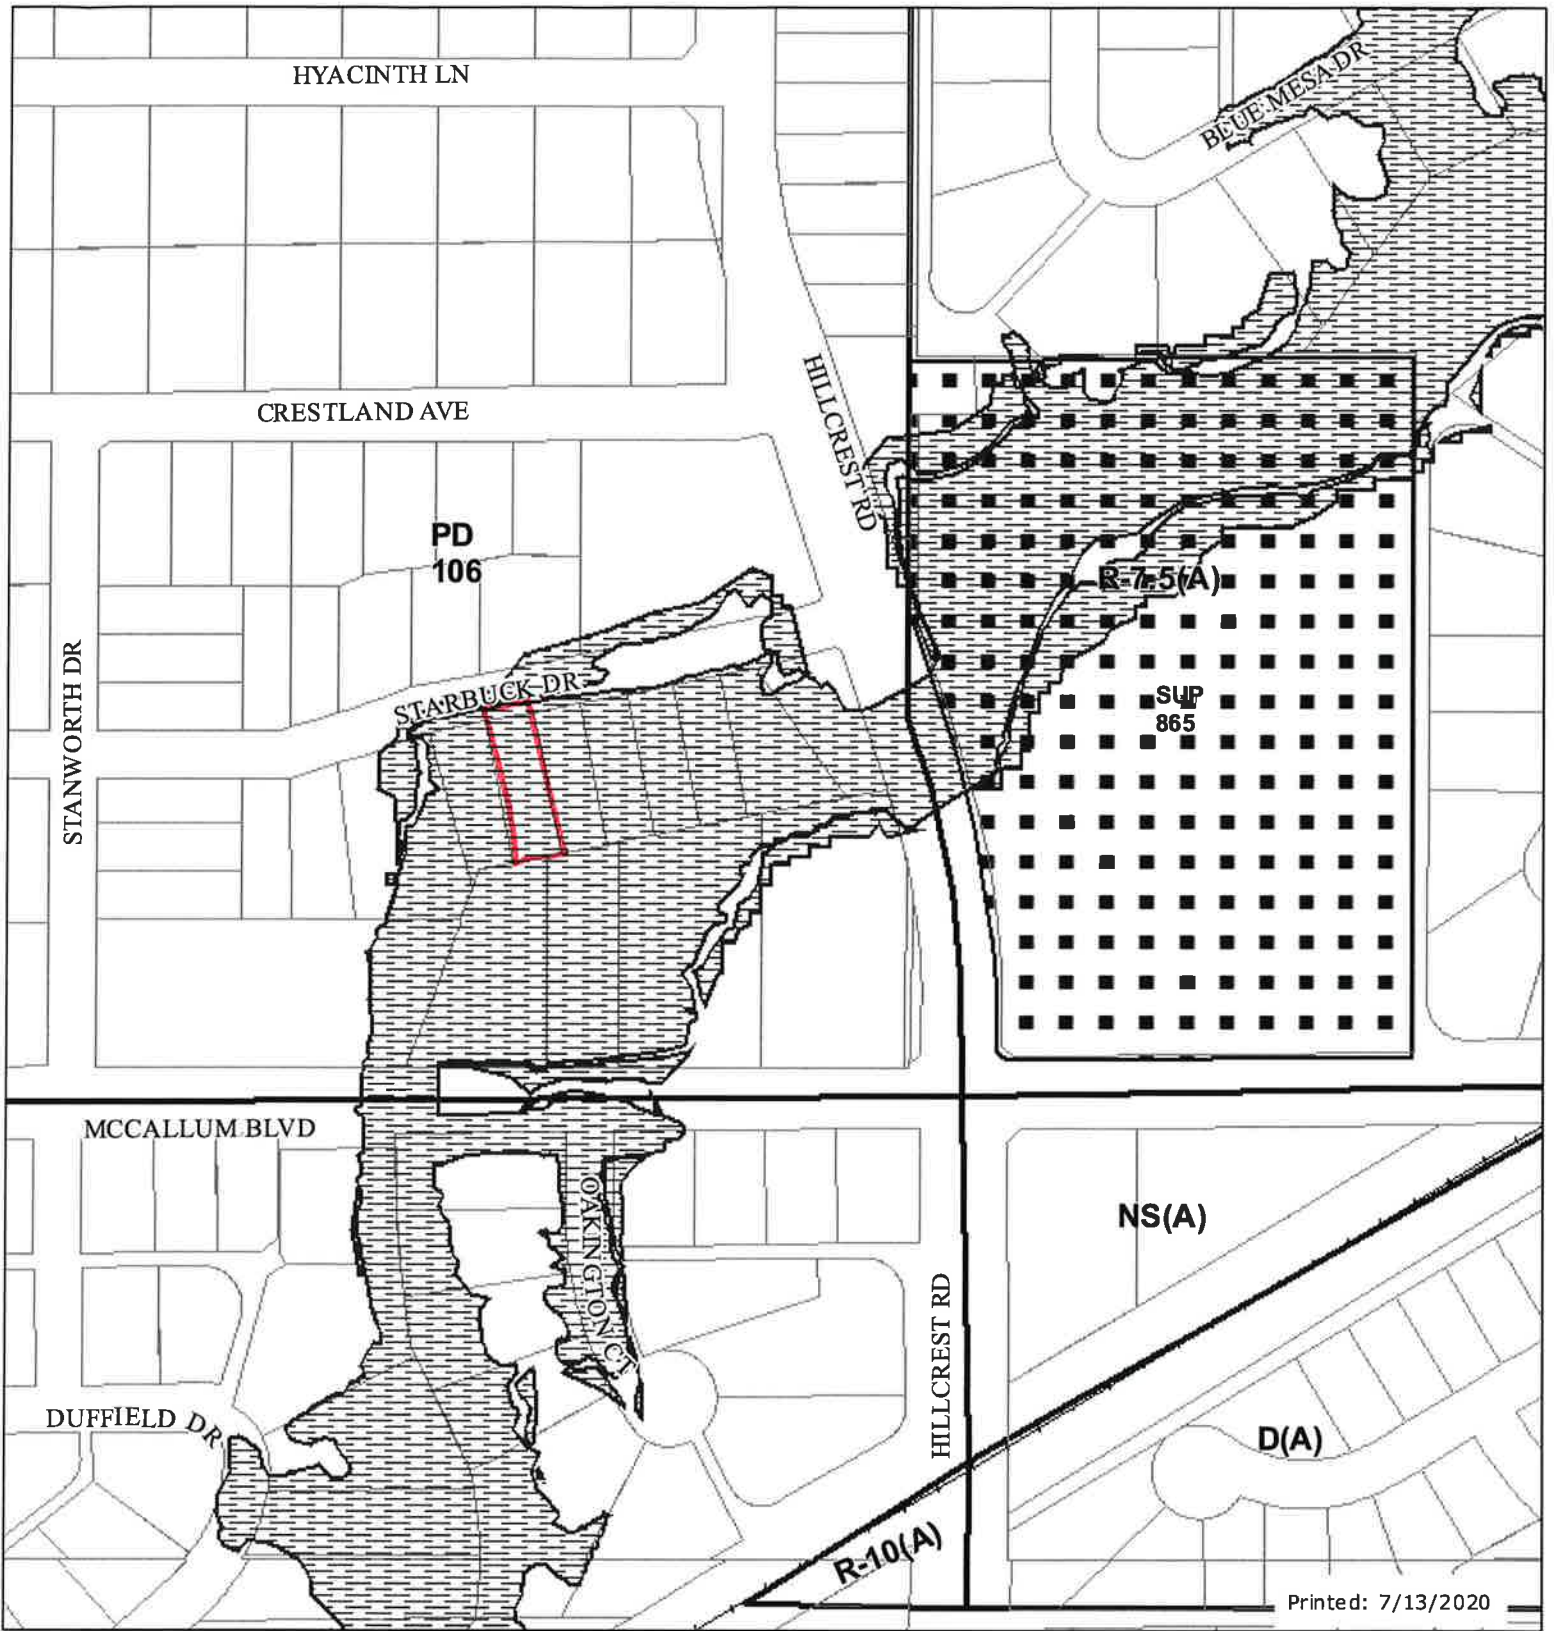 HYACINTH LN
BLUE MESA DR
CRESTLAND AVE
HILLCREST RD
PD
106
R-7.5(A)
STARBUCK DR
STANWORTH DR
SUP
865
MCCALLUM BLVD
OAKINGTON CT
NS(A)
HILLCREST RD
DUFFIELD DR
D(A)
R-10(A)
Printed: 7/13/2020